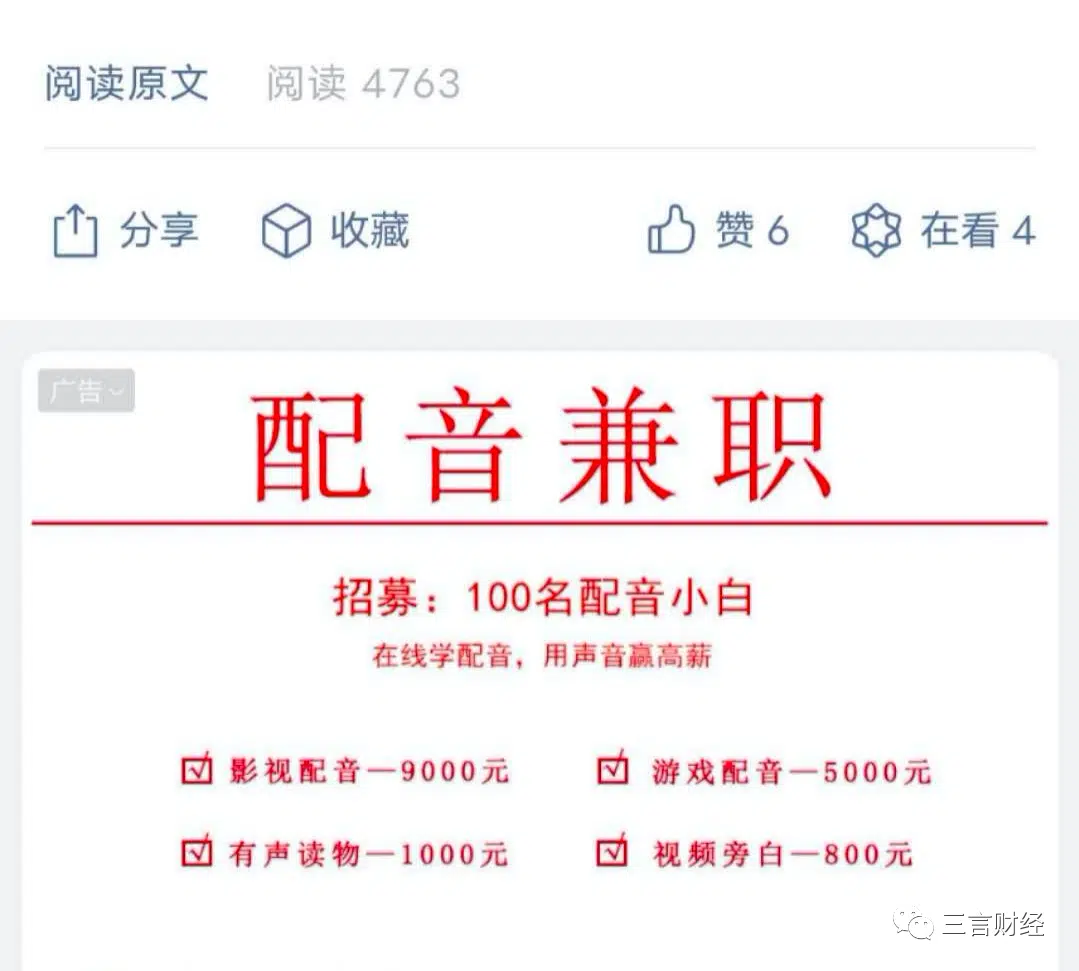 阅读原文 阅读 4763
分享 收藏 赞 6 在看 4
广告
配音兼职
招募：100名配音小白
在线学配音，用声音赢高薪
影视配音—9000元 游戏配音—5000元
有声读物—1000元 视频旁白—800元
三言财经